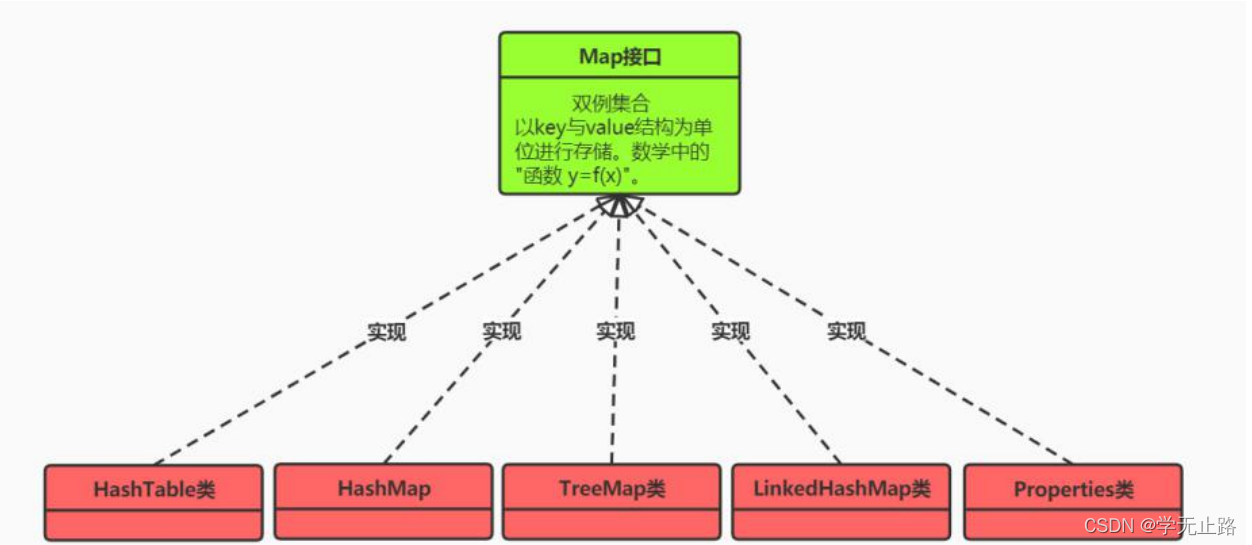 Map接口
双例集合
以key与value结构为单
位进行存储。数学中的
"函数 y=f(x)"。
实现 实现 实现 实现 实现
HashTable类 HashMap TreeMap类 LinkedHashMap类 Properties类
CSDN @学无止路